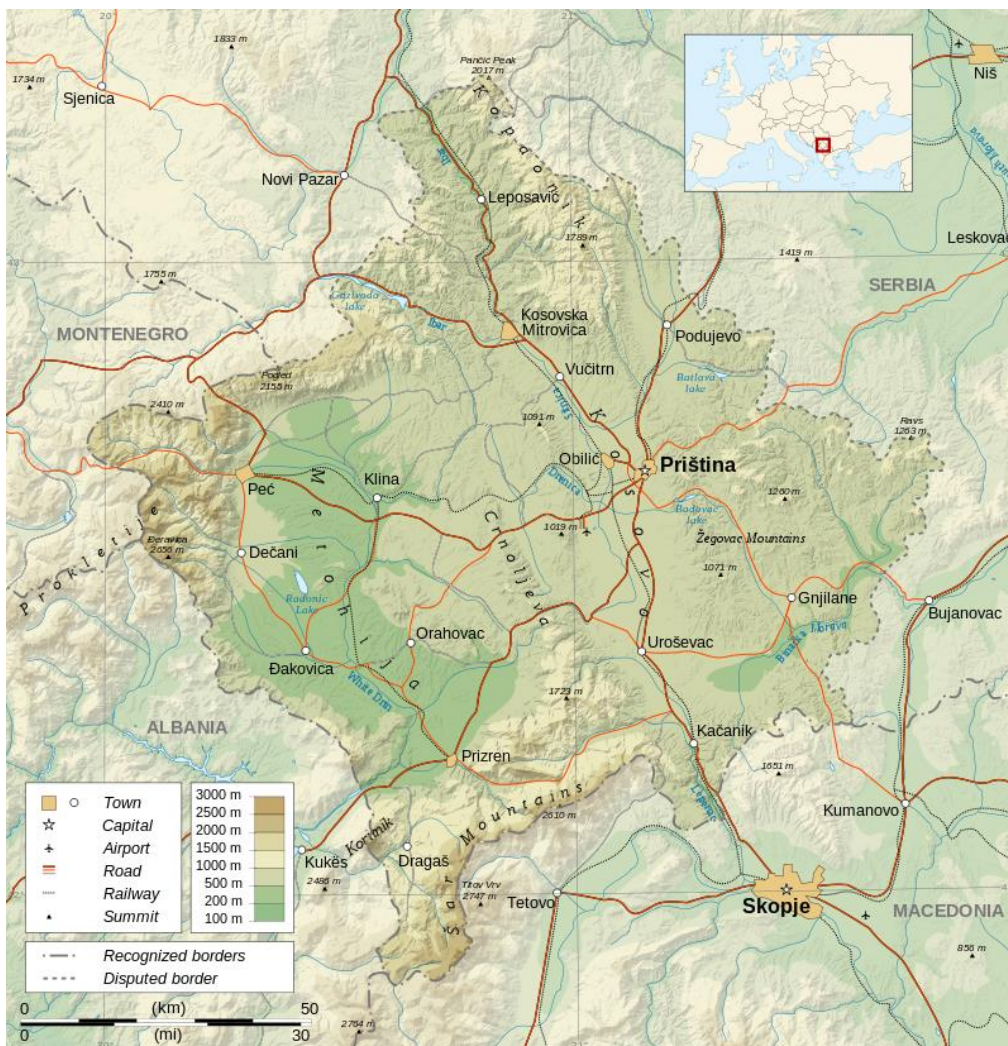 20°
21°
1833 m
Pančic Peak
2017 m
Niš
1734 m
Sjenica
Kopaonik
Ibar
Novi Pazar
Leposavić
1789 m
1419 m
Leskovac
1755 m
SERBIA
Gazivoda
lake
Kosovska
Mitrovica
Ibar
MONTENEGRO
Podujevo
Vučitrn
Pogled
2155 m
Batlava
lake
2410 m
1091 m
Sitnica
Ravs
1263 m
Obilić
Priština
Klina
Peć
Drenica
Metohija
Kosovo
1260 m
Badovac
lake
1019 m
Žegovac Mountains
Crnoljeva
Đeravica
2656 m
Dečani
Prokletije
1071 m
Radonic
Lake
Gnjilane
Bujanovac
Orahovac
Binačka Morava
Đakovica
Uroševac
White Drin
1723 m
ALBANIA
Kačanik
Prizren
1651 m
Lepenac
Kumanovo
Šar Mountains
2610 m
Koritnik
Kukës
Dragaš
2486 m
Titov Vrv
2747 m
Tetovo
Skopje
MACEDONIA
856 m
2764 m
Town
Capital
Airport
Road
Railway
Summit
3000 m
2500 m
2000 m
1500 m
1000 m
500 m
200 m
100 m
Recognized borders
Disputed border
0 (km) 50
0 (mi) 30